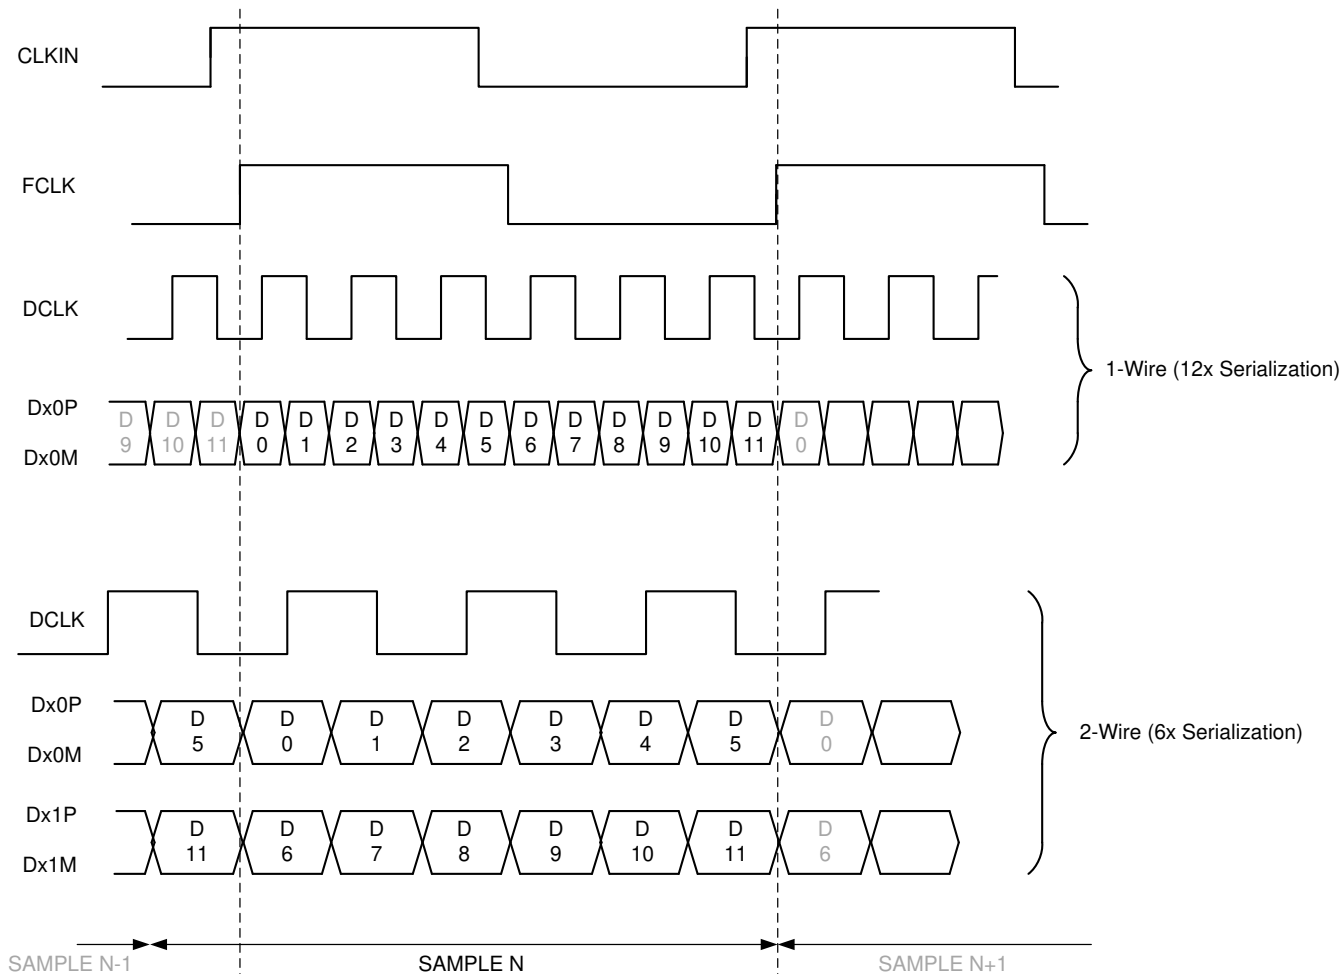 CLKIN
FCLK
DCLK
1-Wire (12x Serialization)
Dx0P
D D D D D D D D D D D D D D D D
9 10 11 0 1 2 3 4 5 6 7 8 9 10 11 0
Dx0M
DCLK
Dx0P
D D D D D D D D
5 0 1 2 3 4 5 0
Dx0M
2-Wire (6x Serialization)
Dx1P
D D D D D D D D
11 6 7 8 9 10 11 6
Dx1M
SAMPLE N-1 SAMPLE N SAMPLE N+1